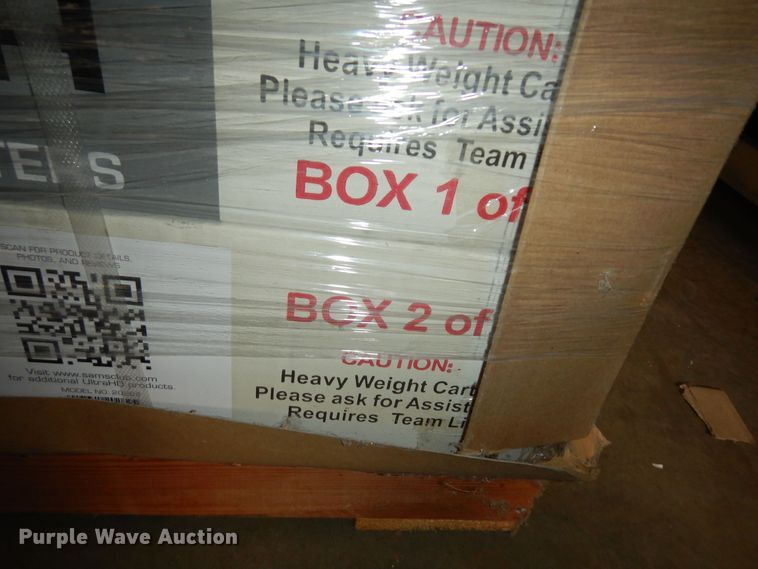 CAUTION:
Heavy Weight Ca
Please ask for Assi
Requires Team
BOX 1 of
SCAN FOR PRODUCT DETAILS,
PHOTOS, AND REVIEWS
BOX 2 of
CAUTION:
Visit www.samsclub.com
for additional UltraHD products.
Heavy Weight Cart
Please ask for Assist
MODEL NO.
Requires Team Li
Purple Wave Auction